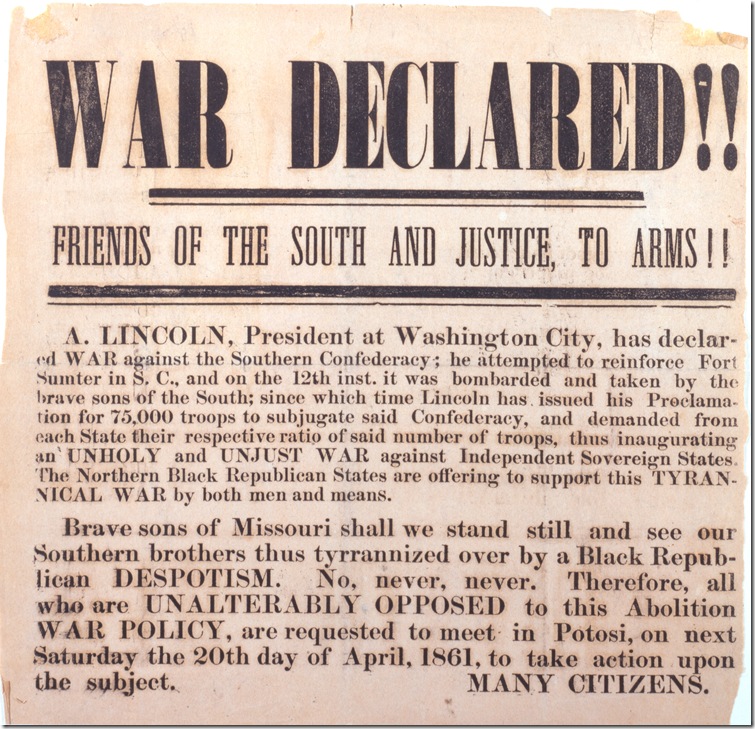 WAR DECLARED!!
FRIENDS OF THE SOUTH AND JUSTICE, TO ARMS!!
A. LINCOLN, President at Washington City, has declar-
ed WAR against the Southern Confederacy; he attempted to reinforce Fort
Sumter in S. C., and on the 12th inst. it was bombarded and taken by the
brave sons of the South; since which time Lincoln has issued his Proclama-
tion for 75,000 troops to subjugate said Confederacy, and demanded from
each State their respective ratio of said number of troops, thus inaugurating
an UNHOLY and UNJUST WAR against Independent Sovereign States.
The Northern Black Republican States are offering to support this TYRAN-
NICAL WAR by both men and means.
Brave sons of Missouri shall we stand still and see our
Southern brothers thus tyrrannized over by a Black Repub-
lican DESPOTISM. No, never, never. Therefore, all
who are UNALTERABLY OPPOSED to this Abolition
WAR POLICY, are requested to meet in Potosi, on next
Saturday the 20th day of April, 1861, to take action upon
the subject. MANY CITIZENS.